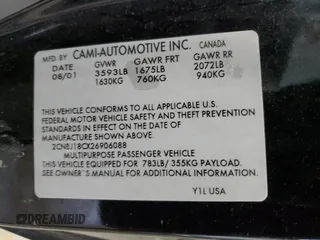 MFD. BY CAMI-AUTOMOTIVE INC. CANADA
DATE GVWR GAWR FRT GAWR RR
08/01 3593LB 1675LB 2072LB
1630KG 760KG 940KG
THIS VEHICLE CONFORMS TO ALL APPLICABLE U.S.
FEDERAL MOTOR VEHICLE SAFETY AND THEFT PREVENTION
STANDARDS IN EFFECT ON THE DATE OF
MANUFACTURE SHOWN ABOVE.
2CNBJ18CX26906088
MULTIPURPOSE PASSENGER VEHICLE
THIS VEHICLE EQUIPPED FOR 783LB/ 355KG PAYLOAD.
SEE OWNER'S MANUAL FOR ADDITIONAL INFORMATION.
Y1L USA
DREAMBID